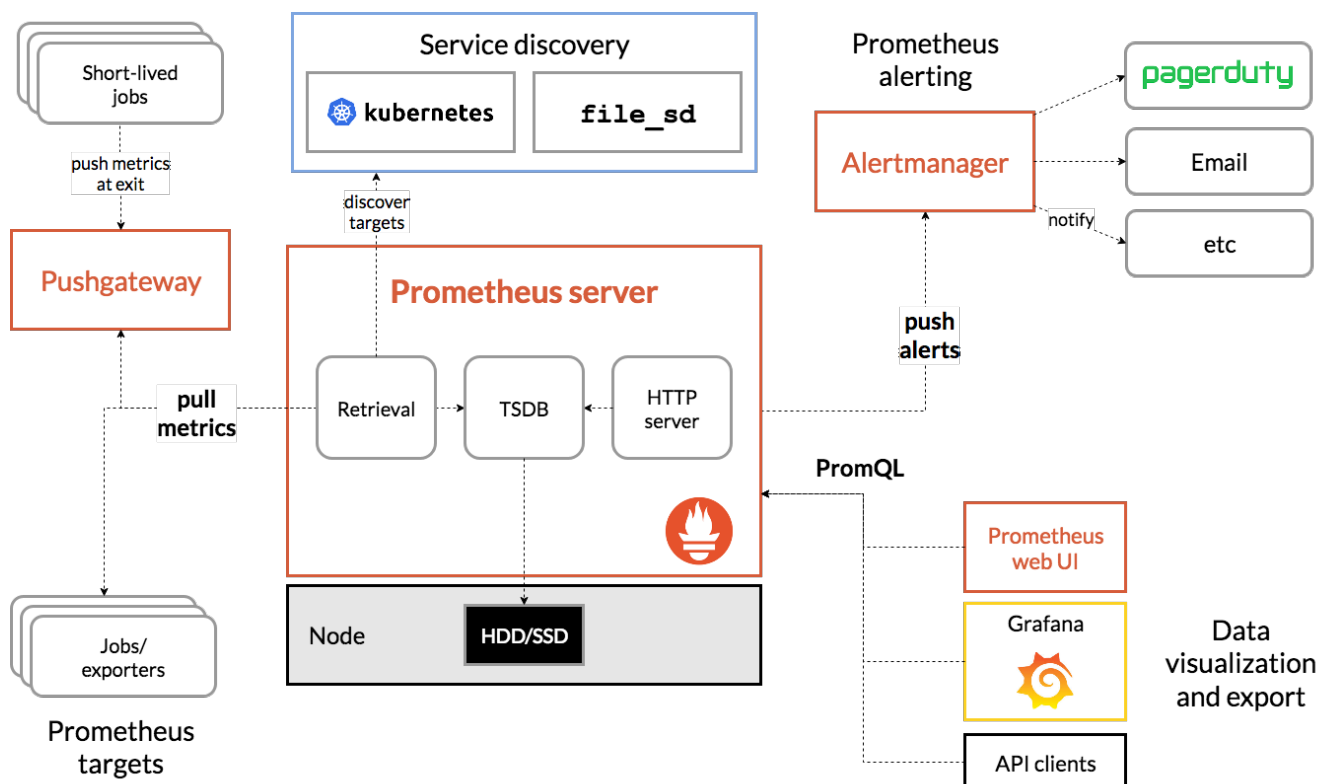 Short-lived
jobs
push metrics
at exit
Pushgateway
pull
metrics
Jobs/
exporters
Prometheus
targets
Service discovery
kubernetes
file_sd
discover
targets
Prometheus server
Retrieval
TSDB
HTTP
server
Node
HDD/SSD
Prometheus
alerting
Alertmanager
pagerduty
Email
notify
etc
push
alerts
PromQL
Prometheus
web UI
Grafana
API clients
Data
visualization
and export